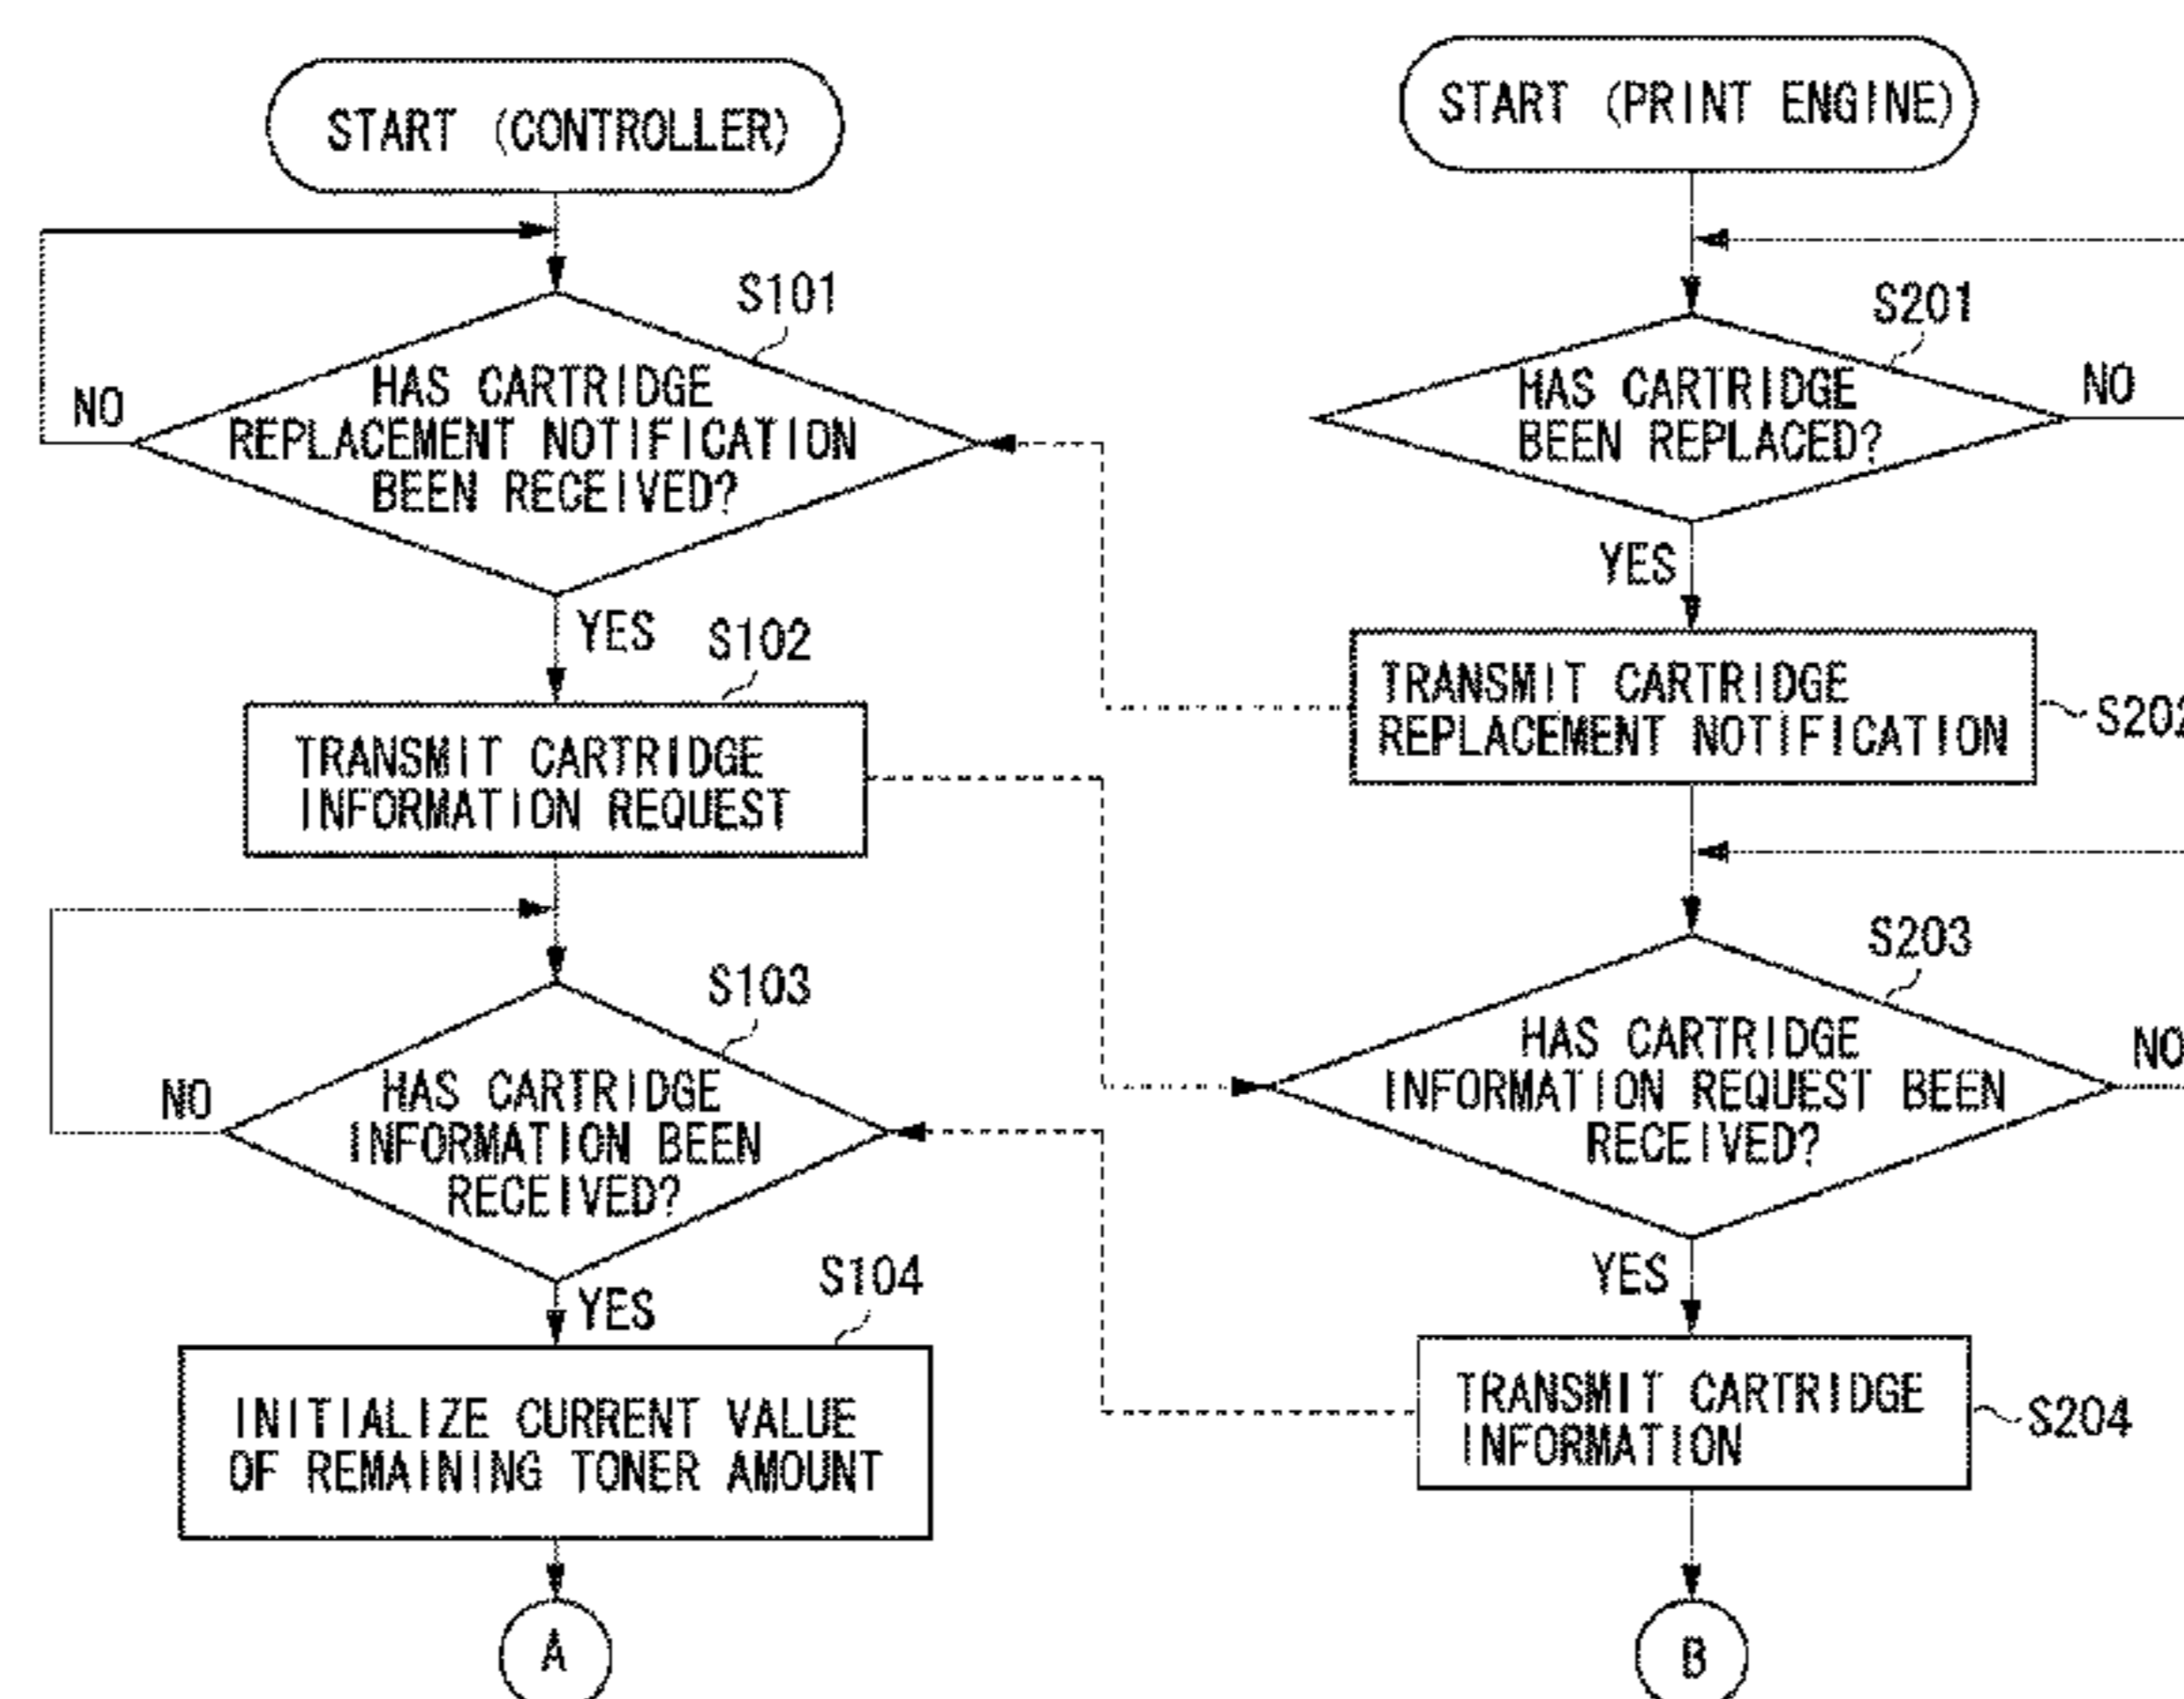 START (CONTROLLER)
S101
HAS CARTRIDGE
REPLACEMENT NOTIFICATION
BEEN RECEIVED?
NO
YES
S102
TRANSMIT CARTRIDGE
INFORMATION REQUEST
S103
HAS CARTRIDGE
INFORMATION BEEN
RECEIVED?
NO
YES
S104
INITIALIZE CURRENT VALUE
OF REMAINING TONER AMOUNT
A
START (PRINT ENGINE)
S201
HAS CARTRIDGE
BEEN REPLACED?
NO
YES
TRANSMIT CARTRIDGE
REPLACEMENT NOTIFICATION
S202
S203
HAS CARTRIDGE
INFORMATION REQUEST BEEN
RECEIVED?
NO
YES
TRANSMIT CARTRIDGE
INFORMATION
S204
B